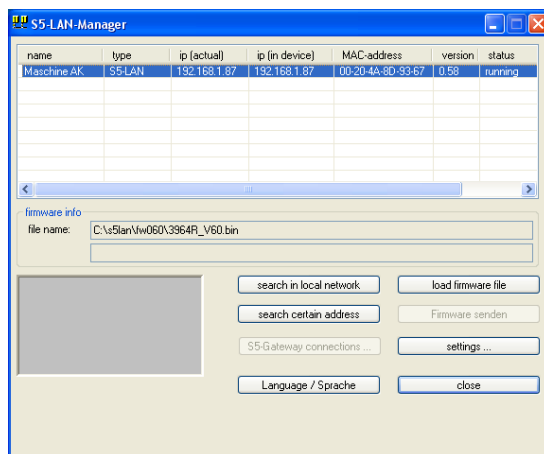 S5-LAN-Manager
name type ip (actual) ip (in device) MAC-address version status
Maschine AK S5-LAN 192.168.1.87 192.168.1.87 00-20-4A-8D-93-67 0.58 running
firmware info
file name: C:\s5lan\fw060\3964R_V60.bin
search in local network load firmware file
search certain address Firmware senden
S5-Gateway connections ... settings ...
Language / Sprache close